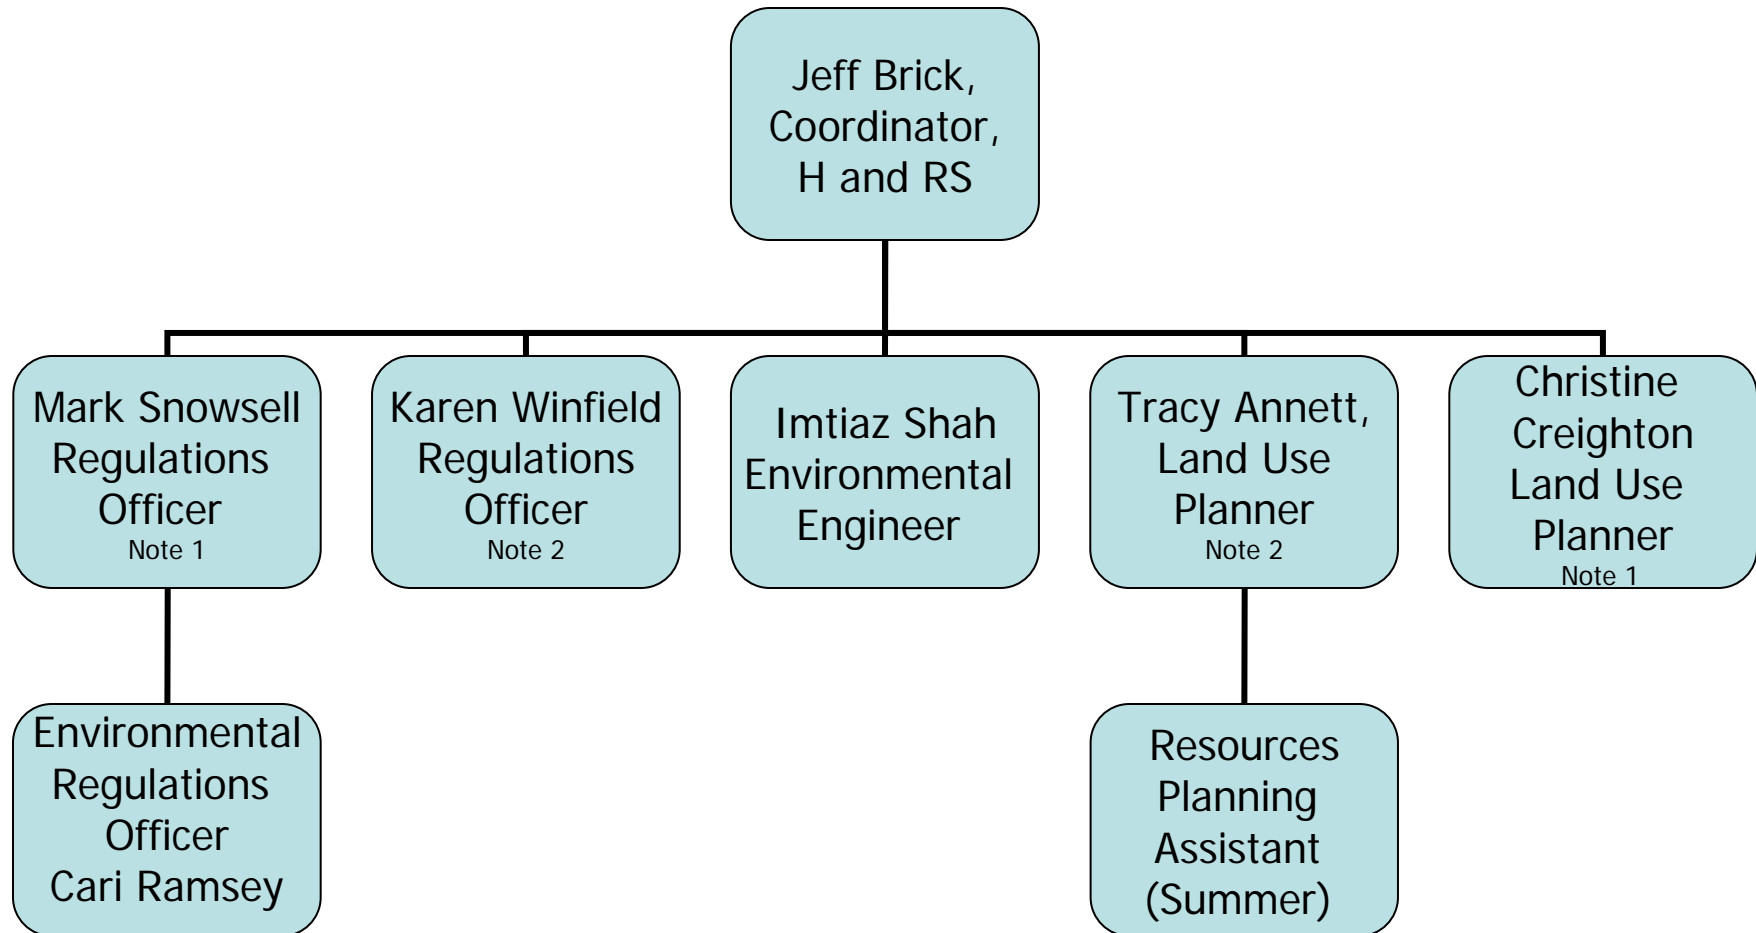 Jeff Brick,
Coordinator,
H and RS
Mark Snowsell
Regulations
Officer
Note 1
Karen Winfield
Regulations
Officer
Note 2
Imtiaz Shah
Environmental
Engineer
Tracy Annett,
Land Use
Planner
Note 2
Christine
Creighton
Land Use
Planner
Note 1
Environmental
Regulations
Officer
Cari Ramsey
Resources
Planning
Assistant
(Summer)